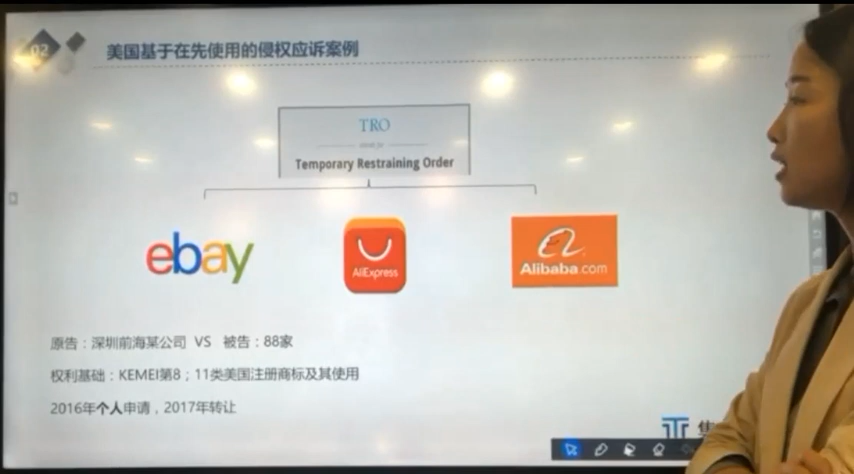 02
美国基于在先使用的侵权应诉案例
TRO
Temporary Restraining Order
ebay
AliExpress
Alibaba.com
原告：深圳前海某公司 VS 被告：88家
权利基础：KEMEI第8；11类美国注册商标及其使用
2016年个人申请，2017年转让